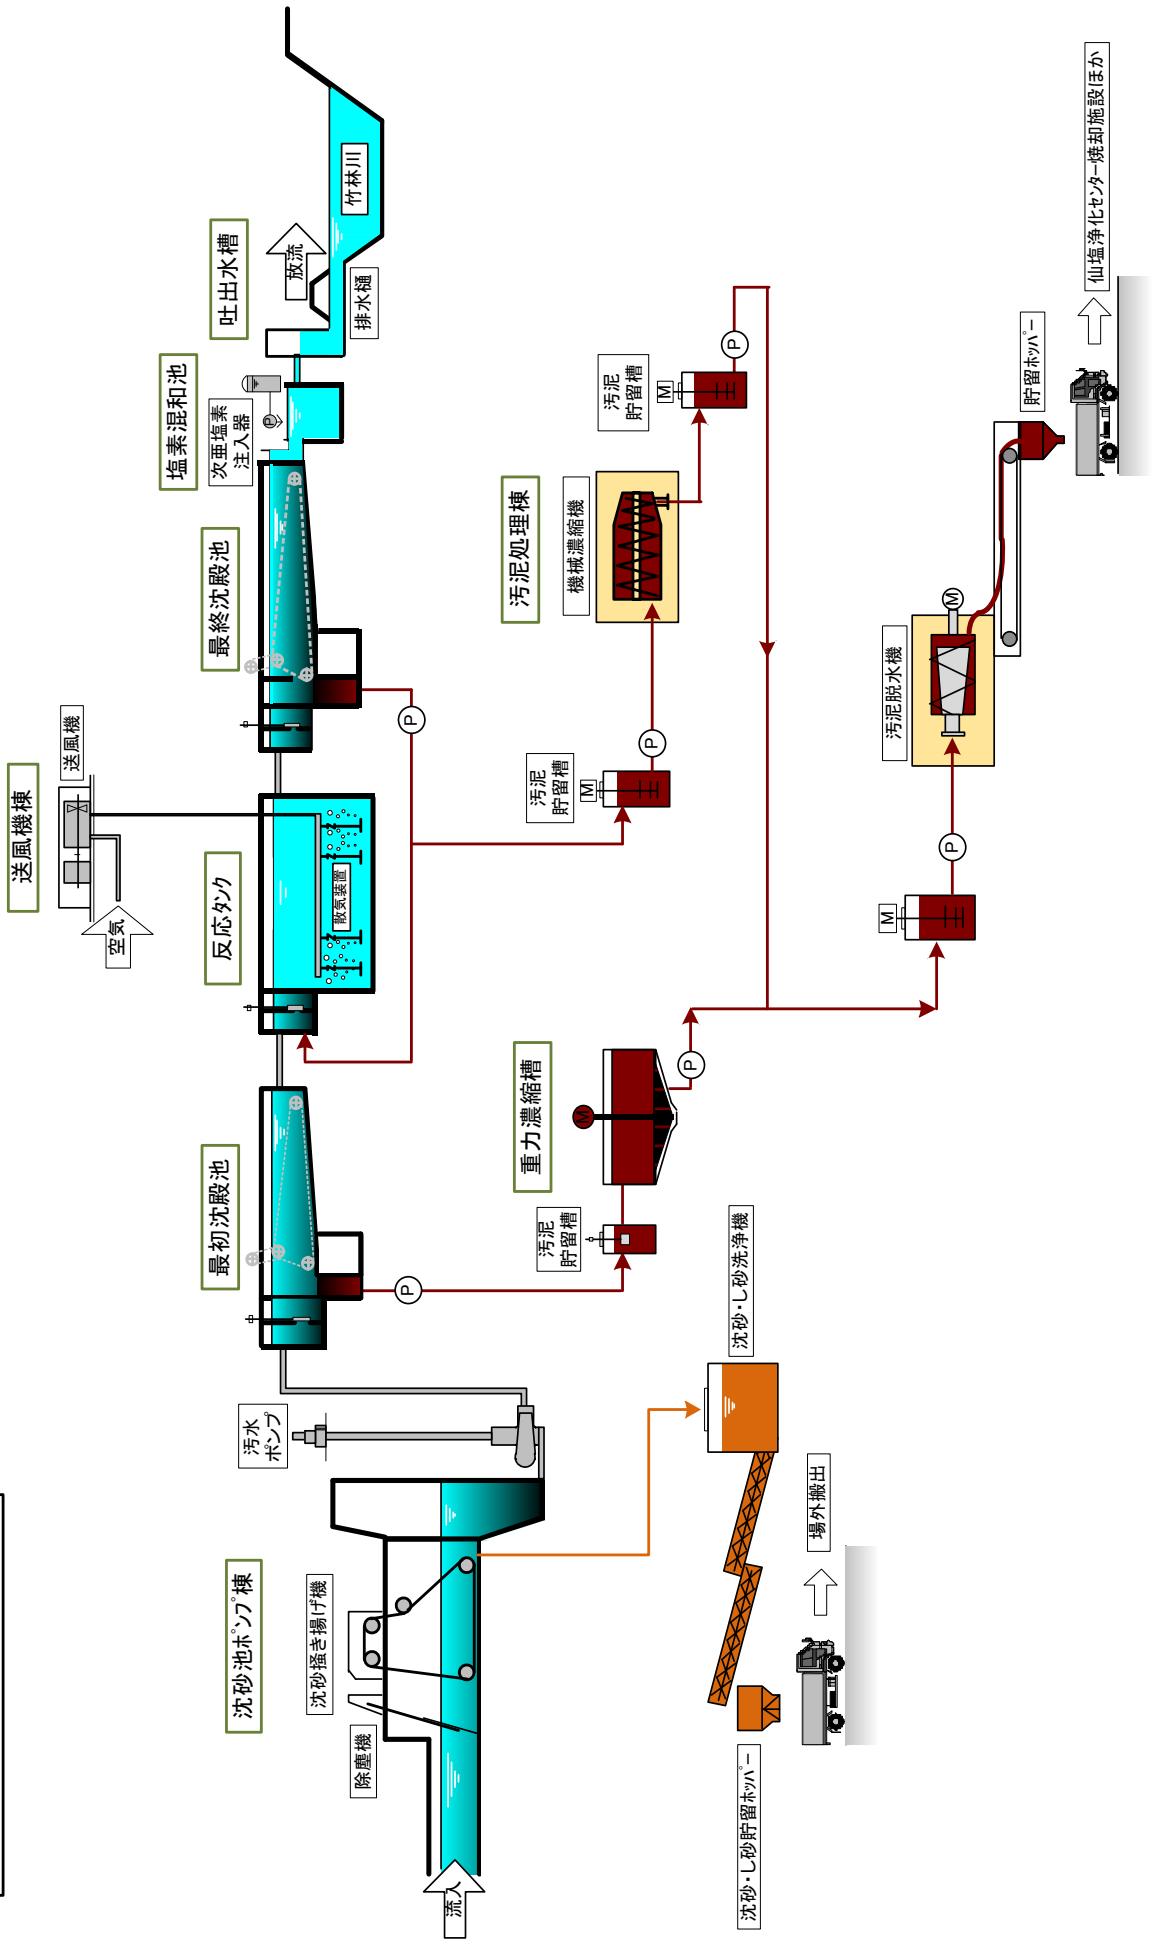 流入
沈砂池ポンプ棟
除塵機
沈砂掻き揚げ機
汚水
ポンプ
最初沈殿池
反応タンク
散気装置
送風機棟
送風機
空気
最終沈殿池
塩素混和池
次亜塩素
注入器
P
吐出水槽
放流
排水樋
竹林川
P
P
汚泥
貯留槽
重力濃縮槽
M
P
汚泥
貯留槽
M
P
汚泥処理棟
機械濃縮機
汚泥
貯留槽
M
P
M
P
汚泥脱水機
M
貯留ホッパー
仙塩浄化センター焼却施設ほか
沈砂・し砂洗浄機
沈砂・し砂貯留ホッパー
場外搬出